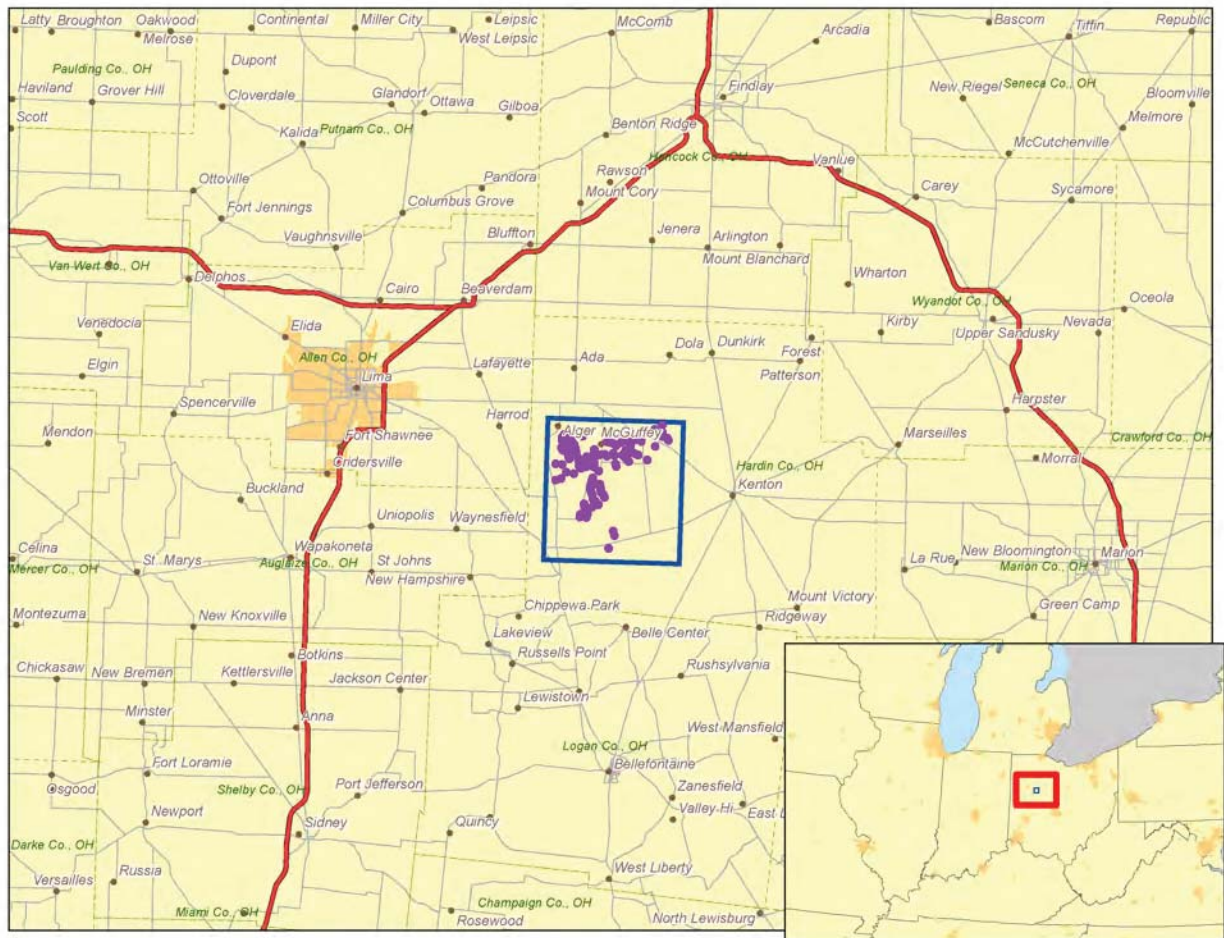 Latty Broughton Oakwood Continental Miller City Leipsic McComb Bascom Tiffin Republic
Melrose West Leipsic Arcadia
Paulding Co., OH Dupont Findlay Seneca Co., OH
Haviland Grover Hill Cloverdale Glandorf Ottawa Gilboa New Riegel Bloomville
Scott Putnam Co., OH Benton Ridge Melmore
Kalida Hancock Co., OH Vanlue McCutchenville
Ottoville Pandora Rawson Carey Sycamore
Fort Jennings Columbus Grove Mount Cory
Vaughnsville Bluffton Jenera Arlington
Van Wert Co., OH Mount Blanchard Wharton
Delphos Cairo Beaverdam Wyandot Co., OH Oceola
Venedocia Elida Kirby Upper Sandusky Nevada
Elgin Allen Co., OH Lafayette Ada Dola Dunkirk Forest
Lima Patterson
Spencerville Harrod Harpster
Mendon Fort Shawnee Alger McGuffey Marseilles Crawford Co., OH
Cridersville Hardin Co., OH Morral
Buckland Kenton
Uniopolis Waynesfield
Celina St. Marys Wapakoneta St Johns La Rue New Bloomington Marion
Mercer Co., OH Auglaize Co., OH New Hampshire Marion Co., OH
Montezuma New Knoxville Chippewa Park Mount Victory Green Camp
Lakeview Belle Center Ridgeway
Chickasaw New Bremen Kettlersville Botkins Jackson Center Russells Point Rushsylvania
Minster Anna Lewistown West Mansfield
Fort Loramie Logan Co., OH Bellefontaine
Osgood Shelby Co., OH Port Jefferson Zanesfield
Newport Sidney Quincy Valley Hi East L
Darke Co., OH
Russia West Liberty
Versailles Miami Co., OH Champaign Co., OH
Rosewood North Lewisburg